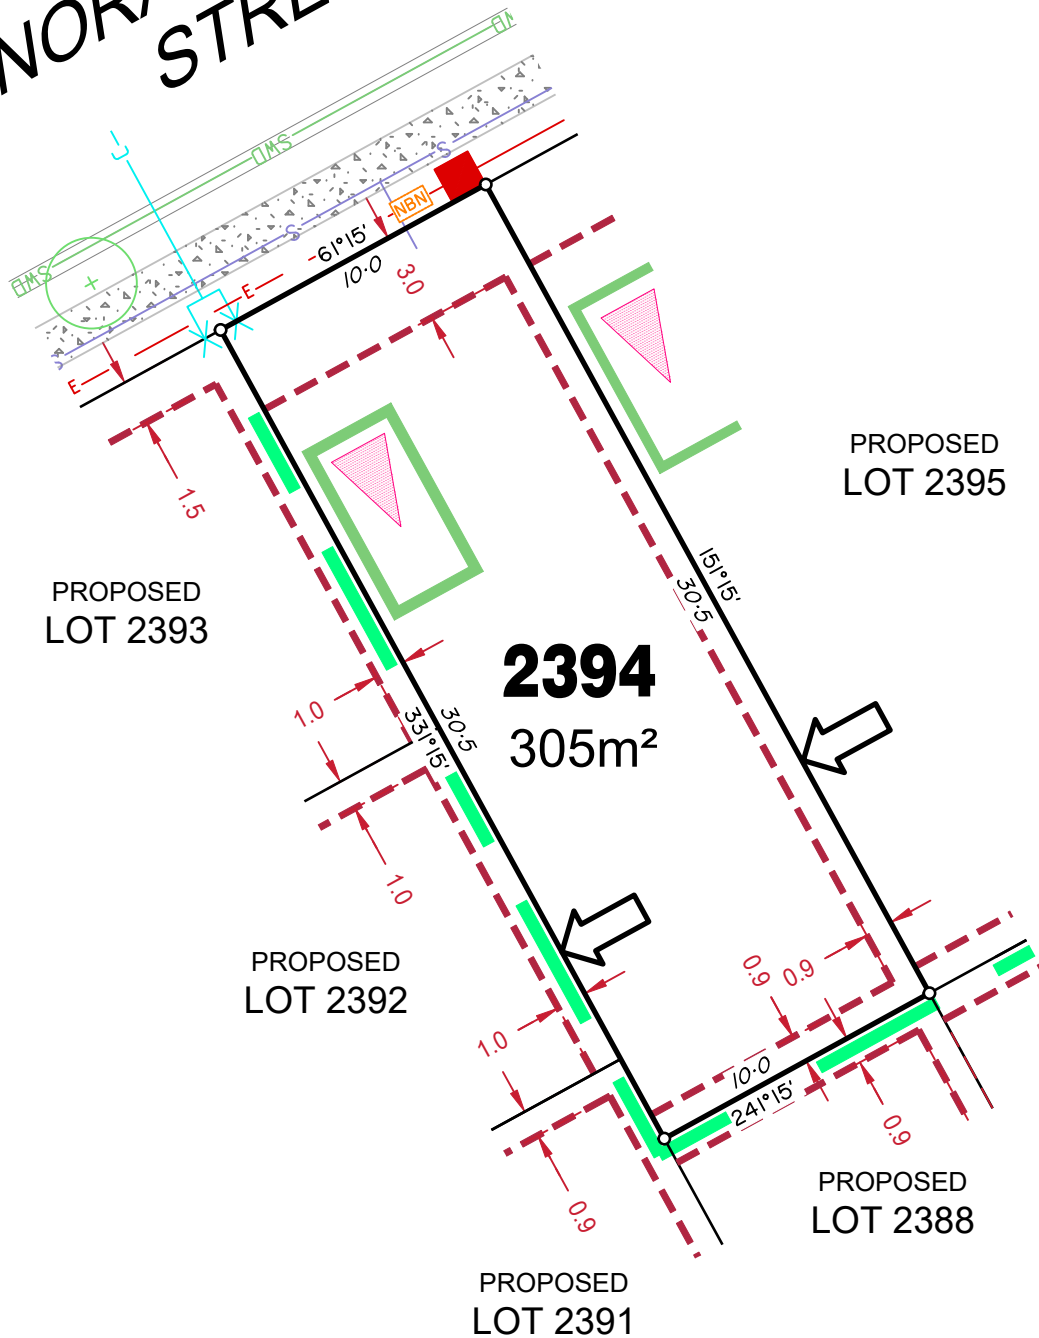 SWD
SWD
SWD
S
S
S
NBN
E
E
61°15'
10·0
3.0
1.5
PROPOSED
LOT 2395
151°15'
30·5
PROPOSED
LOT 2393
2394
305m²
1.0
331°15'
30·5
1.0
PROPOSED
LOT 2392
0.9
0.9
1.0
10·0
241°15'
0.9
0.9
PROPOSED
LOT 2388
PROPOSED
LOT 2391